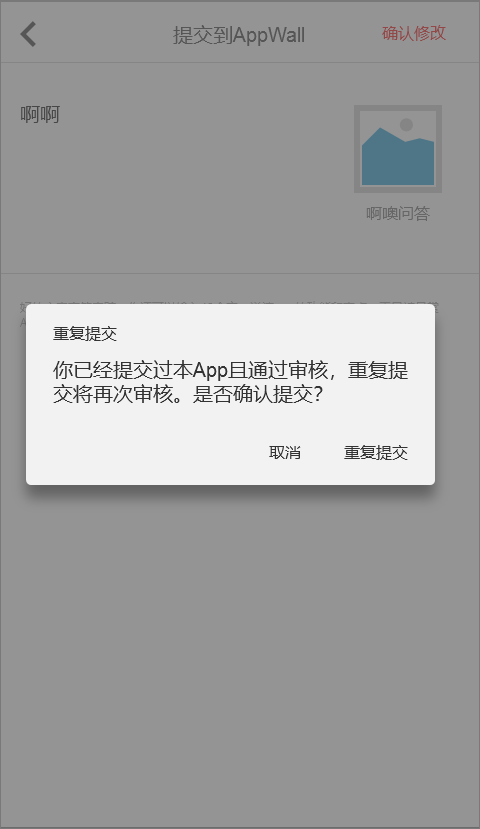 提交到AppWall
确认修改
啊啊
啊噢问答
重复提交
你已经提交过本App且通过审核，重复提
交将再次审核。是否确认提交?
取消
重复提交